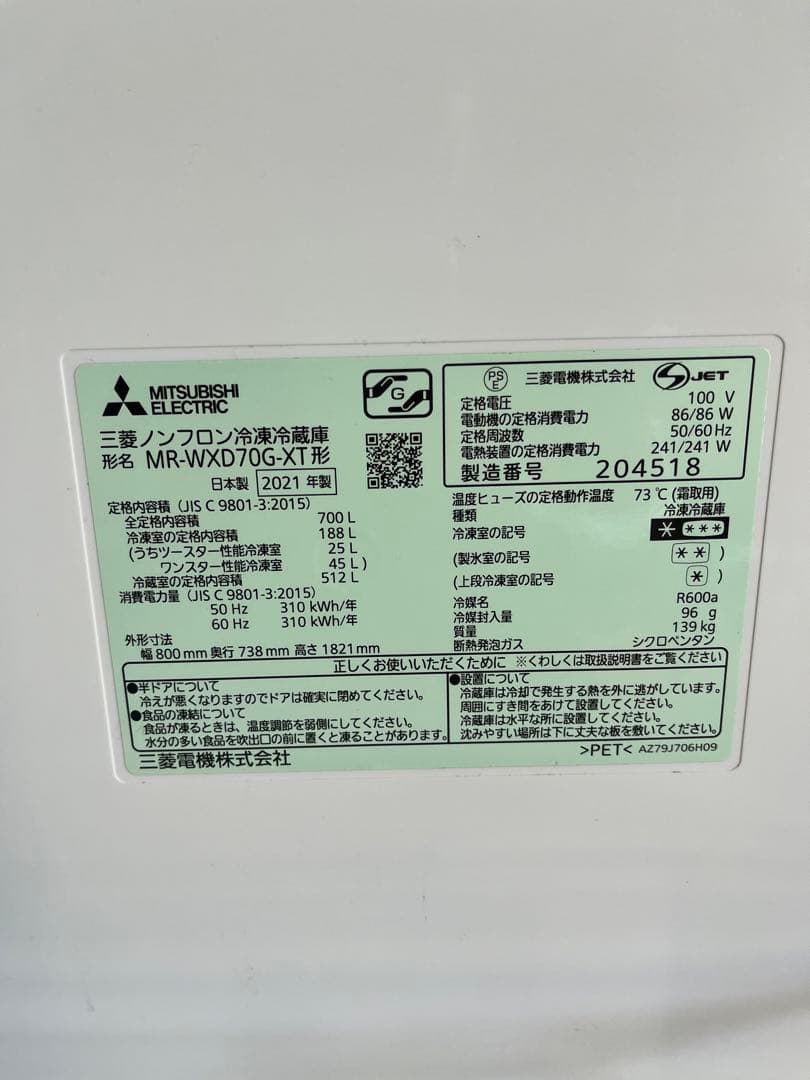 MITSUBISHI
ELECTRIC
G
三菱ノンフロン冷凍冷蔵庫
形名 MR-WXD70G-XT形
日本製 2021 年製
定格内容積 (JIS C 9801-3:2015)
全定格内容積 700 L
冷凍室の定格内容積 188 L
(うちツースター性能冷凍室 25 L
ワンスター性能冷凍室 45 L)
冷蔵室の定格内容積 512 L
消費電力量 (JIS C 9801-3:2015)
50 Hz 310 kWh/年
60 Hz 310 kWh/年
外形寸法
幅 800 mm 奥行 738 mm 高さ 1821 mm
PS
E 三菱電機株式会社 JET
定格電圧 100 V
電動機の定格消費電力 86/86 W
定格周波数 50/60 Hz
電熱装置の定格消費電力 241/241 W
製造番号 204518
温度ヒューズの定格動作温度 73 ℃ (霜取用)
種類 冷凍冷蔵庫
冷凍室の記号 * ***
(製氷室の記号 ** )
(上段冷凍室の記号 * )
冷媒名 R600a
冷媒封入量 96 g
質量 139 kg
断熱発泡ガス シクロペンタン
正しくお使いいただくために ※くわしくは取扱説明書をご覧ください
●半ドアについて
冷えが悪くなりますのでドアは確実に閉めてください。
●食品の凍結について
食品が凍るときは、温度調節を弱側にしてください。
水分の多い食品を吹出口の前に置くと凍ることがあります。
●設置について
冷蔵庫は冷却で発生する熱を外に逃がしています。
周囲にすき間をあけて設置してください。
冷蔵庫は水平な所に設置してください。
沈みやすい場所は下に丈夫な板を敷いてください。
三菱電機株式会社
>PET< AZ79J706H09